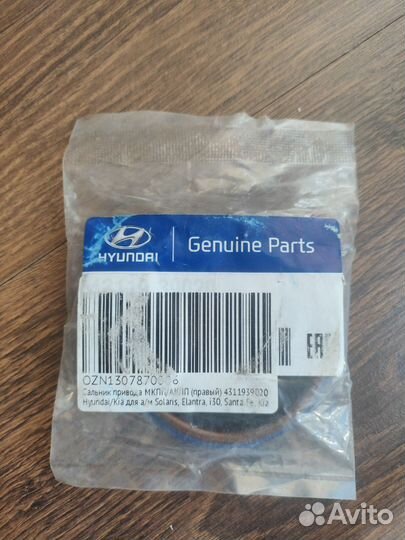 HYUNDAI
Genuine Parts
EAC
Сальник привода МКПП/АКПП (правый) 4311939020
Hyundai/Kia для а/м Solaris, Elantra, i30, Santa Fe, Kia
Avito